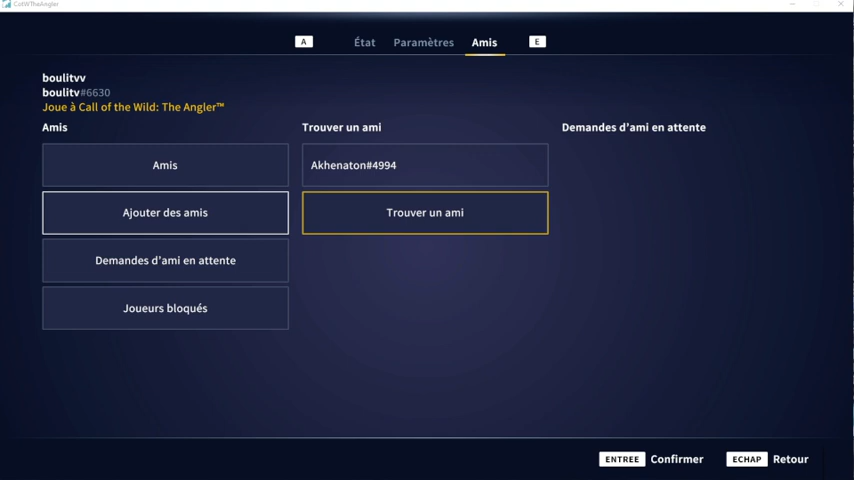 CotWTheAngler
A
État
Paramètres
Amis
E
boulitvv
boulitv#6630
Joue à Call of the Wild: The Angler™
Amis
Trouver un ami
Demandes d'ami en attente
Amis
Akhenaton#4994
Ajouter des amis
Trouver un ami
Demandes d'ami en attente
Joueurs bloqués
ENTREE Confirmer
ECHAP Retour